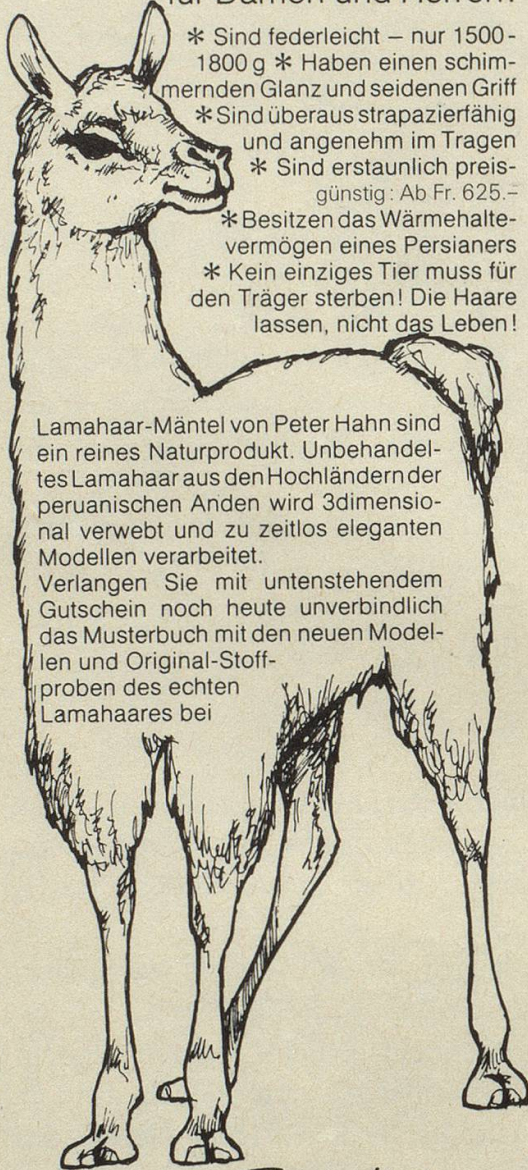 für Damen und Herren.
* Sind federleicht – nur 1500-
1800 g * Haben einen schim-
mernden Glanz und seidenen Griff
* Sind überaus strapazierfähig
und angenehm im Tragen
* Sind erstaunlich preis-
günstig: Ab Fr. 625.–
* Besitzen das Wärmehalte-
vermögen eines Persianers
* Kein einziges Tier muss für
den Träger sterben! Die Haare
lassen, nicht das Leben!
Lamahaar-Mäntel von Peter Hahn sind
ein reines Naturprodukt. Unbehandel-
tes Lamahaar aus den Hochländern der
peruanischen Anden wird 3dimensio-
nal verwebt und zu zeitlos eleganten
Modellen verarbeitet.
Verlangen Sie mit untenstehendem
Gutschein noch heute unverbindlich
das Musterbuch mit den neuen Model-
len und Original-Stoff-
proben des echten
Lamahaares bei